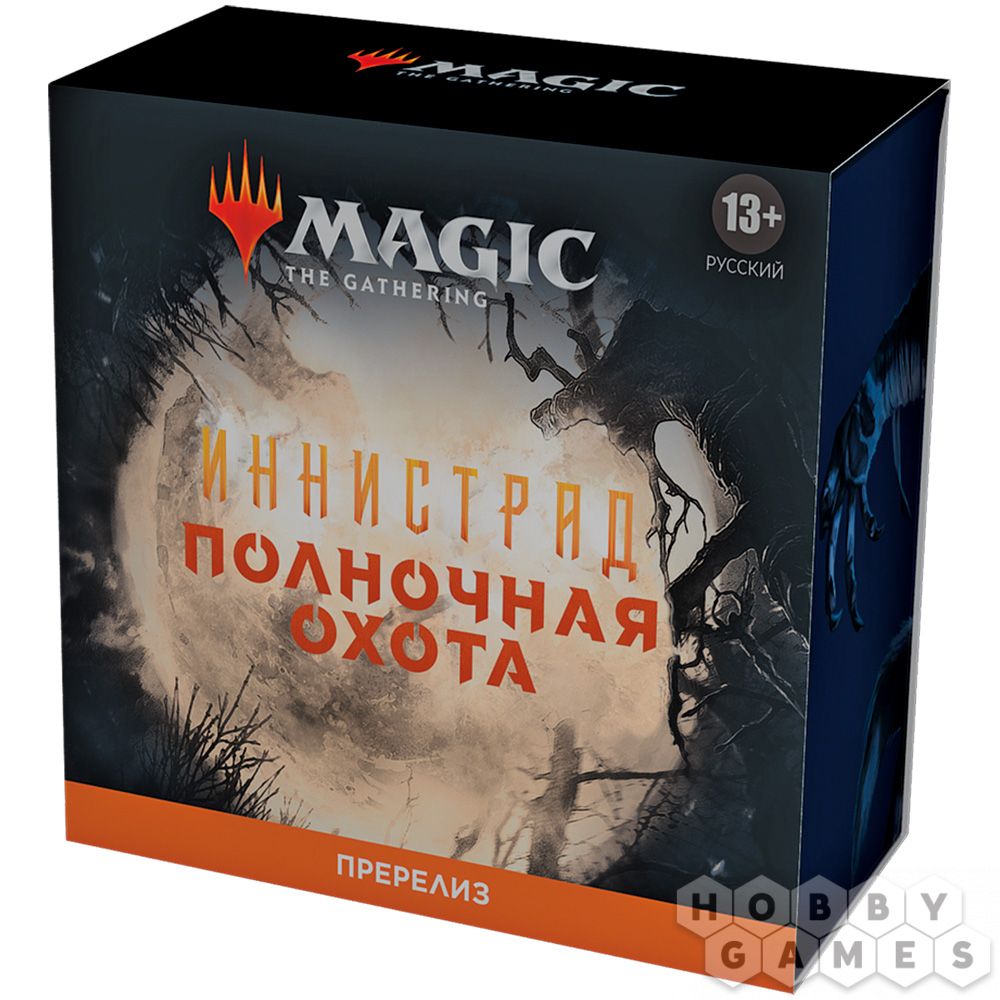 MAGIC
THE GATHERING
MAGIC
THE GATHERING
13+
РУССКИЙ
ИННИСТРАД
ПОЛНОЧНАЯ
ОХОТА
ПРЕРЕЛИЗ
HOBBY
GAMES